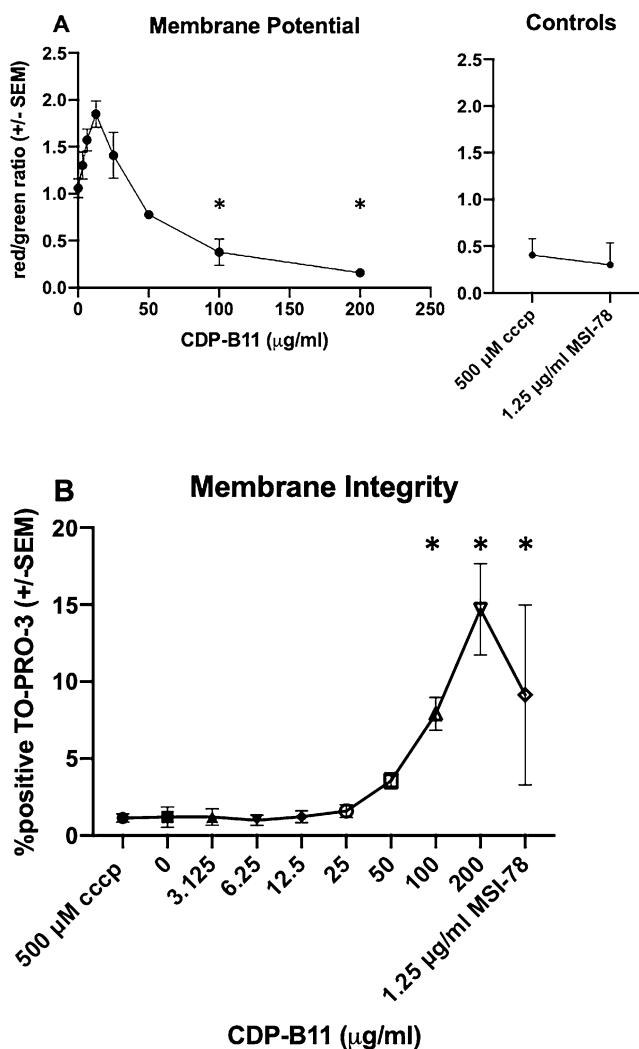 A
Membrane Potential
Controls
red/green ratio (+/- SEM)
2.5
2.0
1.5
1.0
0.5
0.0
* *
0 50 100 150 200 250
CDP-B11 (μg/ml)
2.5
2.0
1.5
1.0
0.5
0.0
500 μM cccp
1.25 μg/ml MSI-78
B
Membrane Integrity
%positive TO-PRO-3 (+/-SEM)
20
15
10
5
0
* * *
500 μM cccp
0
3.125
6.25
12.5
25
50
100
200
1.25 μg/ml MSI-78
CDP-B11 (μg/ml)